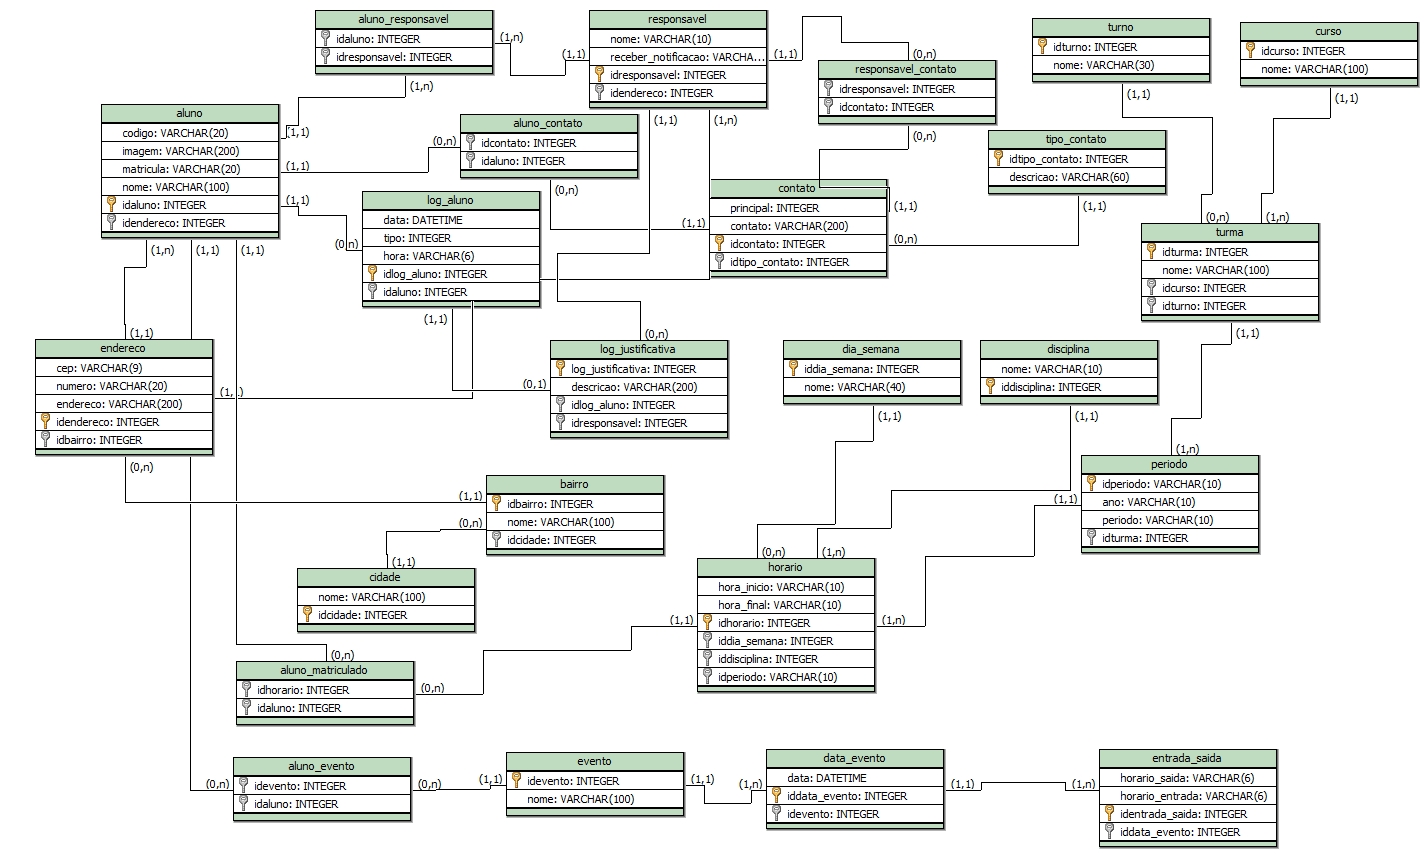 aluno_responsavel
idaluno: INTEGER
idresponsavel: INTEGER
(1,n)
(1,n)
responsavel
nome: VARCHAR(10)
receber_notificacao: VARCHA...
idresponsavel: INTEGER
idendereco: INTEGER
(1,1)
(1,1)
(1,1)
(1,n)
(0,n)
responsavel_contato
idresponsavel: INTEGER
idcontato: INTEGER
(0,n)
turno
idturno: INTEGER
nome: VARCHAR(30)
(1,1)
curso
idcurso: INTEGER
nome: VARCHAR(100)
(1,1)
aluno
codigo: VARCHAR(20)
imagem: VARCHAR(200)
matricula: VARCHAR(20)
nome: VARCHAR(100)
idaluno: INTEGER
idendereco: INTEGER
(1,1)
(1,1)
(1,1)
(1,n)
(1,1)
(1,1)
aluno_contato
idcontato: INTEGER
idaluno: INTEGER
(0,n)
(0,n)
tipo_contato
idtipo_contato: INTEGER
descricao: VARCHAR(60)
(1,1)
log_aluno
data: DATETIME
tipo: INTEGER
hora: VARCHAR(6)
idlog_aluno: INTEGER
idaluno: INTEGER
(0,n)
(1,1)
contato
principal: INTEGER
contato: VARCHAR(200)
idcontato: INTEGER
idtipo_contato: INTEGER
(1,1)
(1,1)
(0,n)
(0,n)
(1,n)
turma
idturma: INTEGER
nome: VARCHAR(100)
idcurso: INTEGER
idturno: INTEGER
(1,1)
(1,1)
endereco
cep: VARCHAR(9)
numero: VARCHAR(20)
endereco: VARCHAR(200)
idendereco: INTEGER
idbairro: INTEGER
(1,1)
(0,n)
(0,n)
log_justificativa
log_justificativa: INTEGER
descricao: VARCHAR(200)
idlog_aluno: INTEGER
idresponsavel: INTEGER
(0,1)
dia_semana
iddia_semana: INTEGER
nome: VARCHAR(40)
(1,1)
disciplina
nome: VARCHAR(10)
iddisciplina: INTEGER
(1,1)
(1,n)
periodo
idperiodo: VARCHAR(10)
ano: VARCHAR(10)
periodo: VARCHAR(10)
idturma: INTEGER
(1,1)
bairro
idbairro: INTEGER
nome: VARCHAR(100)
idcidade: INTEGER
(1,1)
(0,n)
(1,1)
cidade
nome: VARCHAR(100)
idcidade: INTEGER
(0,n)
(1,n)
horario
hora_inicio: VARCHAR(10)
hora_final: VARCHAR(10)
idhorario: INTEGER
iddia_semana: INTEGER
iddisciplina: INTEGER
idperiodo: VARCHAR(10)
(1,1)
(1,n)
(0,n)
aluno_matriculado
idhorario: INTEGER
idaluno: INTEGER
(0,n)
(0,n)
aluno_evento
idevento: INTEGER
idaluno: INTEGER
(0,n)
(1,1)
evento
idevento: INTEGER
nome: VARCHAR(100)
(1,1)
(1,n)
data_evento
data: DATETIME
iddata_evento: INTEGER
idevento: INTEGER
(1,1)
(1,n)
entrada_saida
horario_saida: VARCHAR(6)
horario_entrada: VARCHAR(6)
identrada_saida: INTEGER
iddata_evento: INTEGER